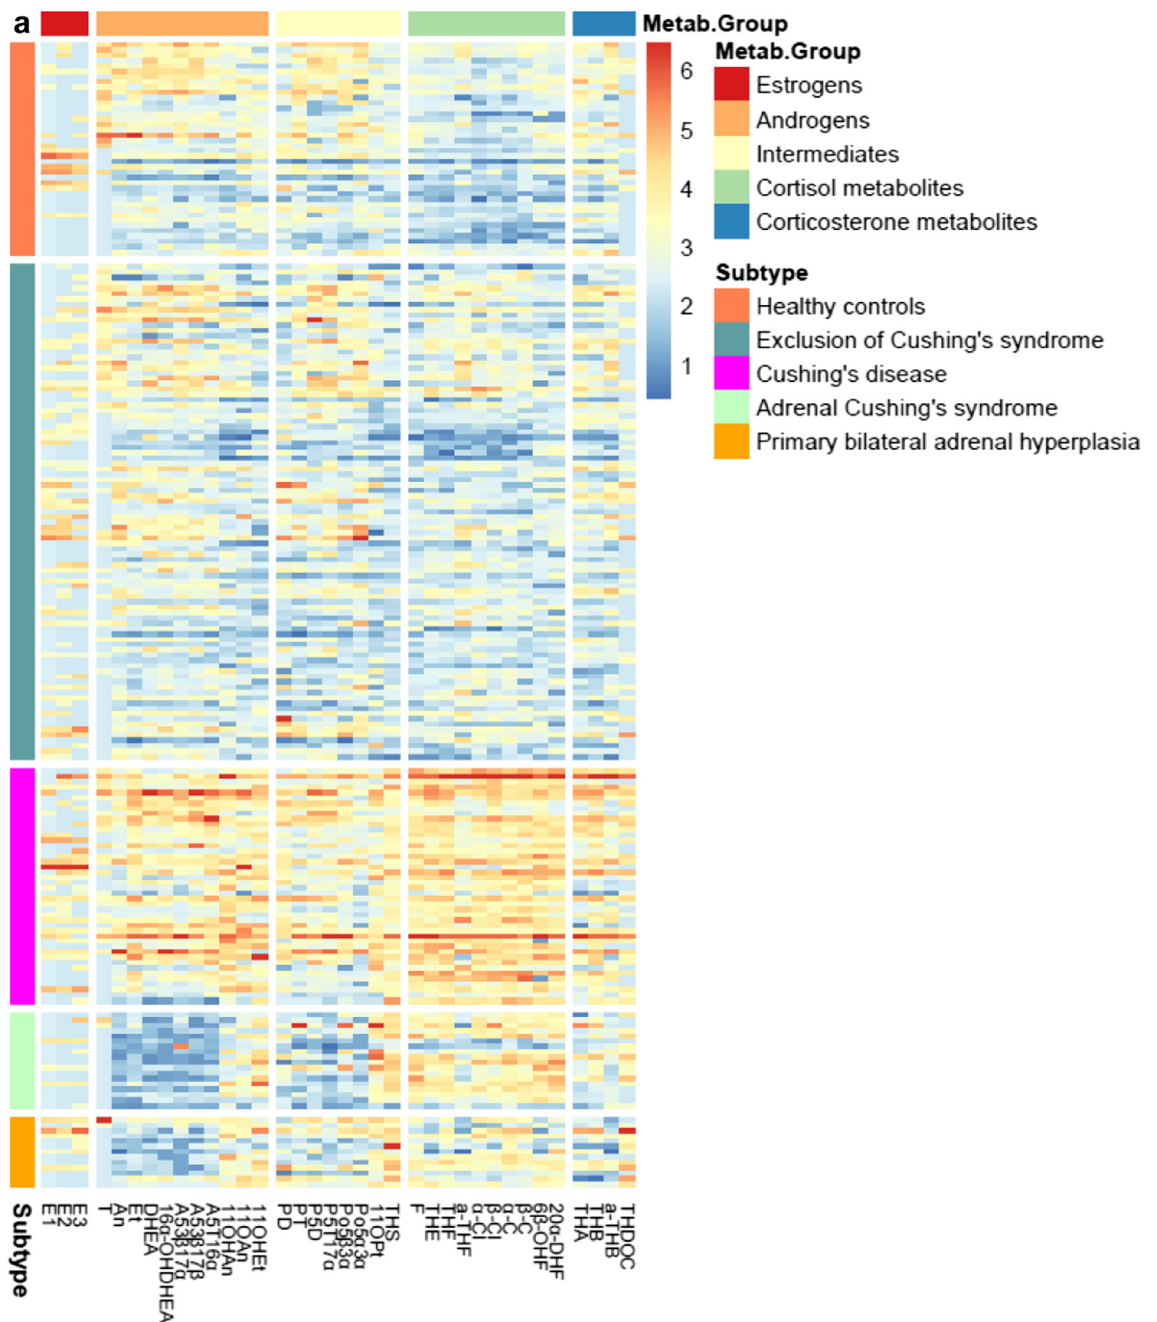 a
Metab.Group
6
5
4
3
2
1
Metab.Group
Estrogens
Androgens
Intermediates
Cortisol metabolites
Corticosterone metabolites
Subtype
Healthy controls
Exclusion of Cushing's syndrome
Cushing's disease
Adrenal Cushing's syndrome
Primary bilateral adrenal hyperplasia
Subtype
E1
E2
E3
T
An
Et
DHEA
16α-OHDHEA
A53β17α
A53β17β
A5T16α
11OHAn
11OAn
11OHEt
PD
PT
P5D
P5T17α
Po5β3α
Po5α3α
11OPt
THS
F
THE
THF
a-THF
α-Cl
β-Cl
α-C
β-C
6β-OHF
20α-DHF
THA
THB
a-THB
THDOC